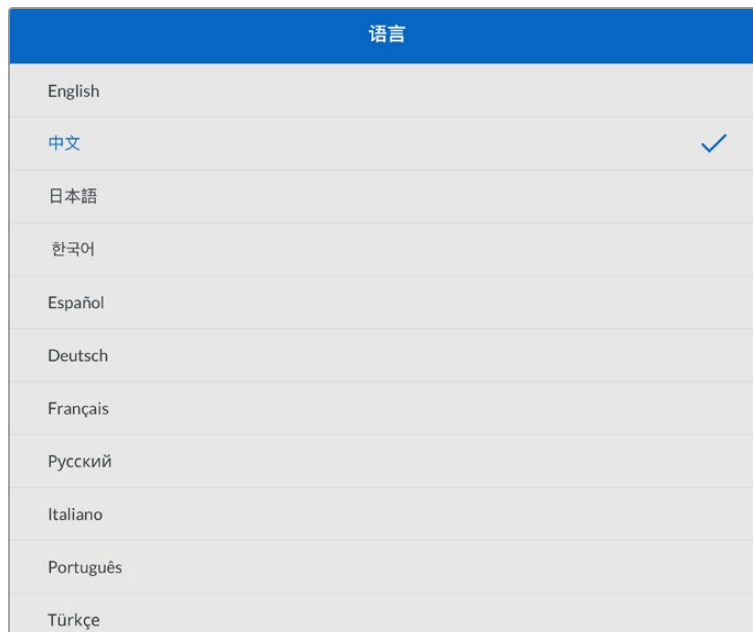 语言
English
中文
日本語
한국어
Español
Deutsch
Français
Русский
Italiano
Português
Türkçe